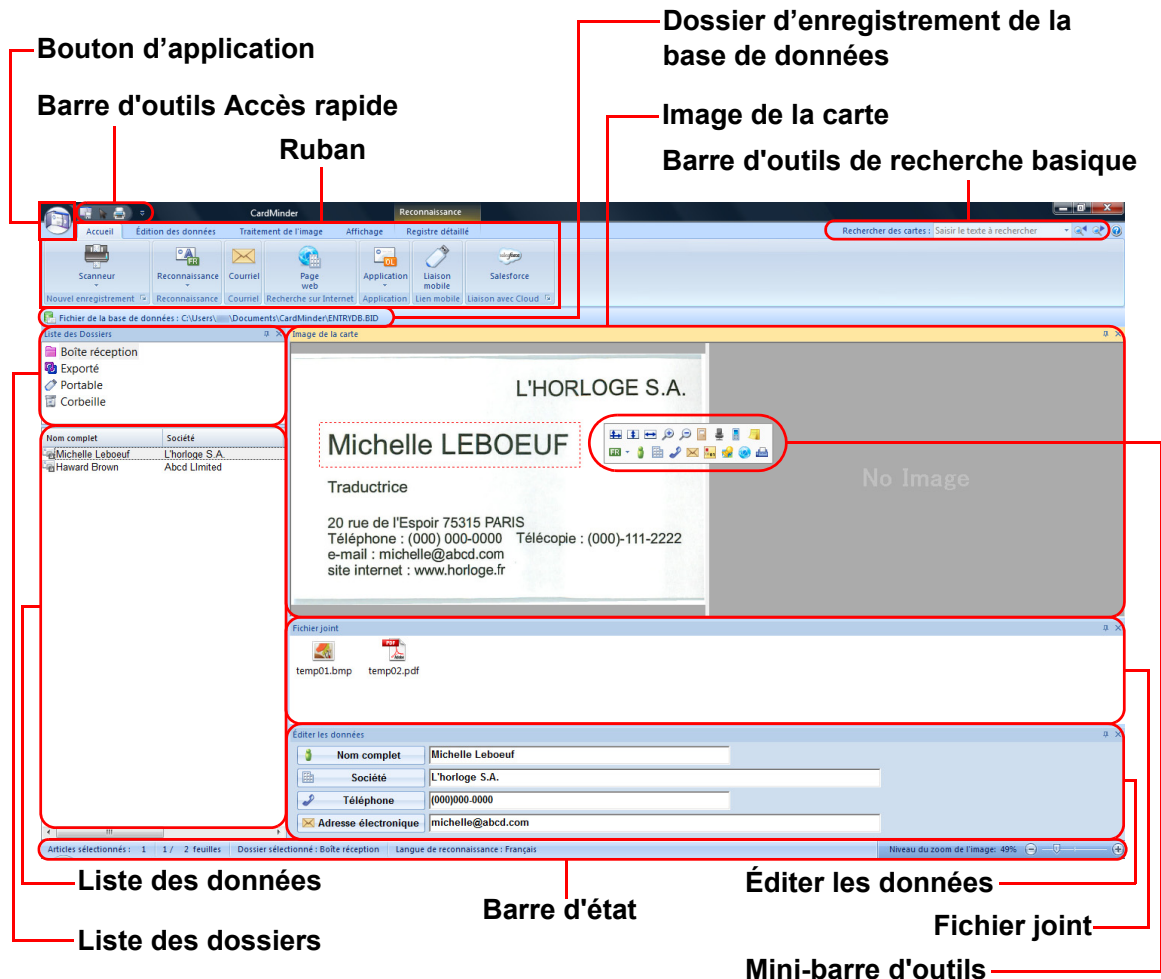 Dossier d’enregistrement de la
base de données
Bouton d’application
Barre d'outils Accès rapide
Image de la carte
Ruban
Barre d'outils de recherche basique
CardMinder
Reconnaissance
Accueil
Édition des données
Traitement de l'image
Affichage
Registre détaillé
Rechercher des cartes :
Saisir le texte à rechercher
Scanneur
Reconnaissance
Courriel
Page
web
Application
Liaison
mobile
Salesforce
Nouvel enregistrement
Reconnaissance
Courriel
Recherche sur Internet
Application
Lien mobile
Liaison avec Cloud
Fichier de la base de données : C:\Users\ \Documents\CardMinder\ENTRYDB.BID
Liste des Dossiers
Boîte réception
Exporté
Portable
Corbeille
Nom complet
Société
Michelle Leboeuf
L'horloge S.A.
Haward Brown
Abcd LImited
Image de la carte
L'HORLOGE S.A.
Michelle LEBOEUF
FR
No Image
Traductrice
20 rue de l'Espoir 75315 PARIS
Téléphone : (000) 000-0000 Télécopie : (000)-111-2222
e-mail : michelle@abcd.com
site internet : www.horloge.fr
Fichier joint
temp01.bmp
temp02.pdf
Éditer les données
Nom complet
Michelle Leboeuf
Société
L'horloge S.A.
Téléphone
(000)000-0000
Adresse électronique
michelle@abcd.com
Articles sélectionnés : 1
1 / 2 feuilles
Dossier sélectionné : Boîte réception
Langue de reconnaissance : Français
Niveau du zoom de l'image: 49%
Liste des données
Éditer les données
Barre d'état
Fichier joint
Liste des dossiers
Mini-barre d'outils